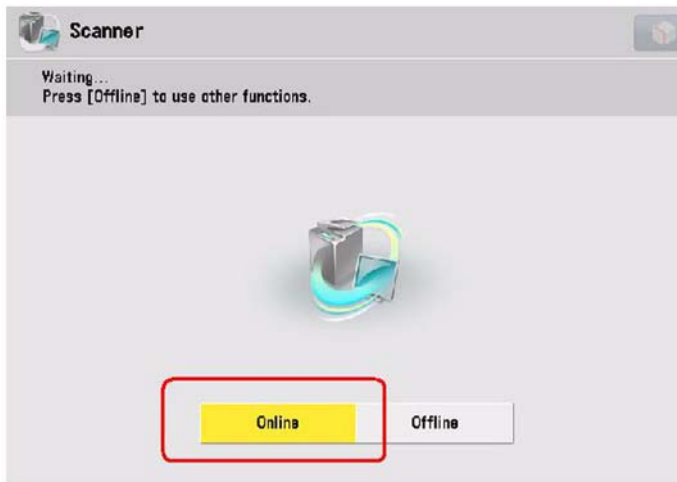 Scanner
Waiting...
Press [Offline] to use other functions.
Online
Offline